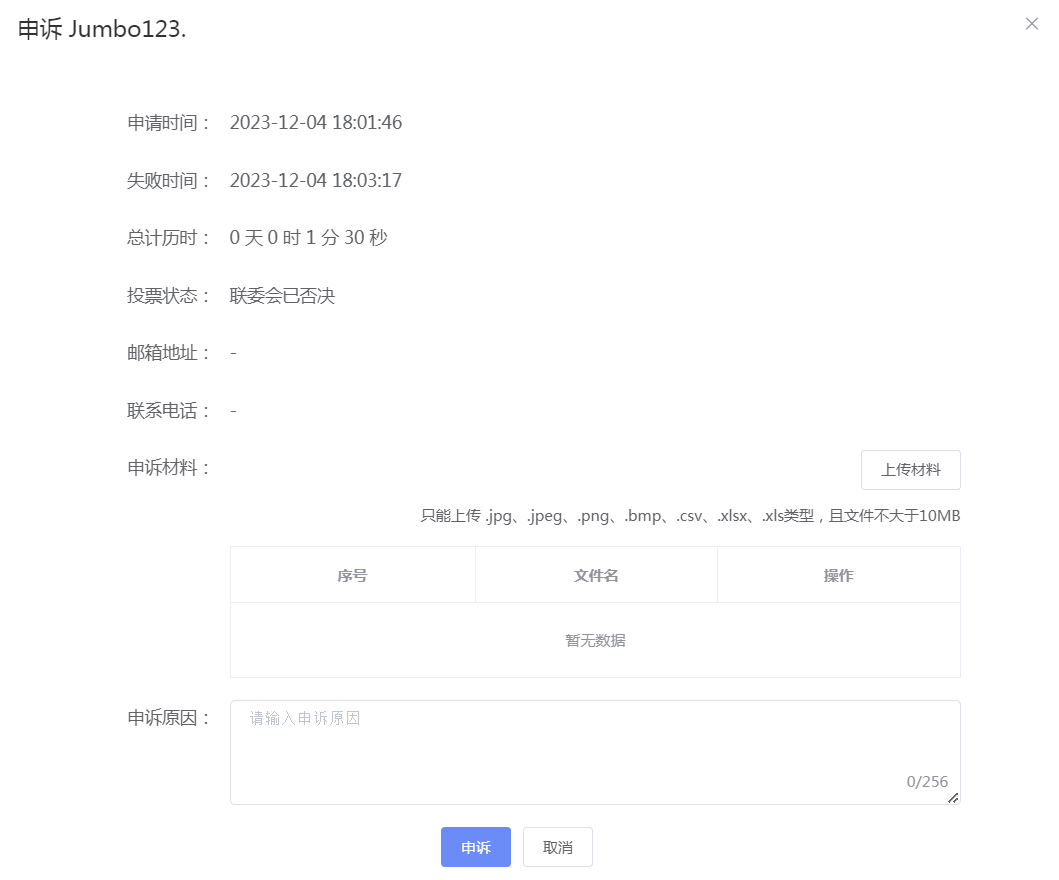 申诉 Jumbo123.
申请时间： 2023-12-04 18:01:46
失败时间： 2023-12-04 18:03:17
总计历时： 0 天 0 时 1 分 30 秒
投票状态： 联委会已否决
邮箱地址： -
联系电话： -
申诉材料： 上传材料
只能上传 .jpg、.jpeg、.png、.bmp、.csv、.xlsx、.xls类型，且文件不大于10MB
序号 文件名 操作
暂无数据
申诉原因： 请输入申诉原因
0/256
申诉 取消